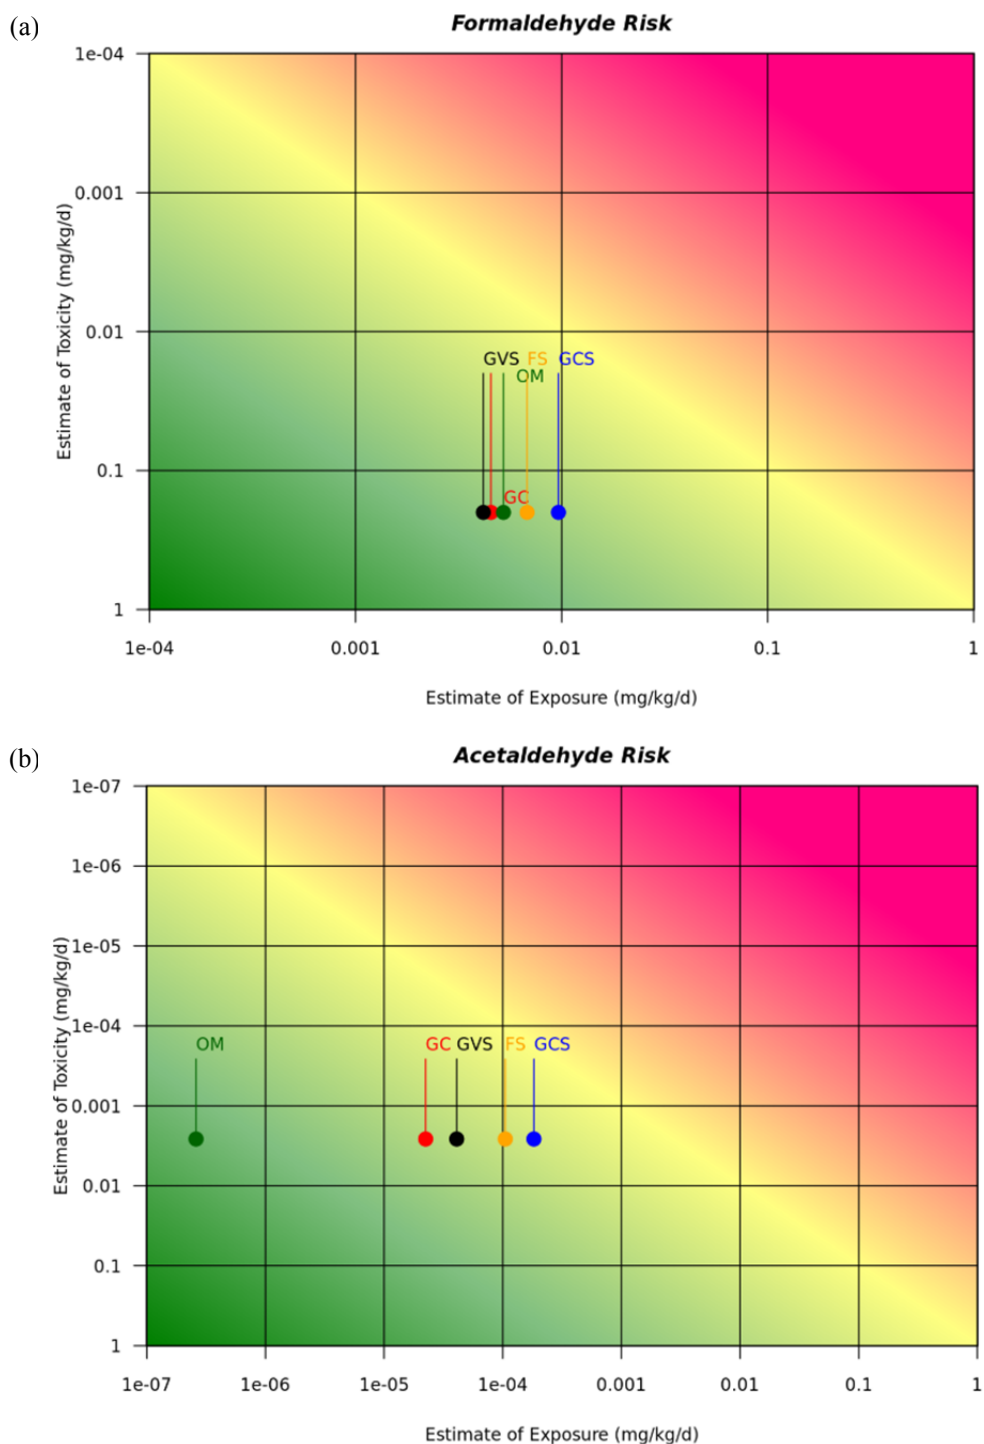 (a)
Formaldehyde Risk
1e-04
0.001
0.01
0.1
1
Estimate of Toxicity (mg/kg/d)
GVS FS GCS
OM
GC
1e-04 0.001 0.01 0.1 1
Estimate of Exposure (mg/kg/d)
(b)
Acetaldehyde Risk
1e-07
1e-06
1e-05
1e-04
0.001
0.01
0.1
1
Estimate of Toxicity (mg/kg/d)
OM GC GVS FS GCS
1e-07 1e-06 1e-05 1e-04 0.001 0.01 0.1 1
Estimate of Exposure (mg/kg/d)